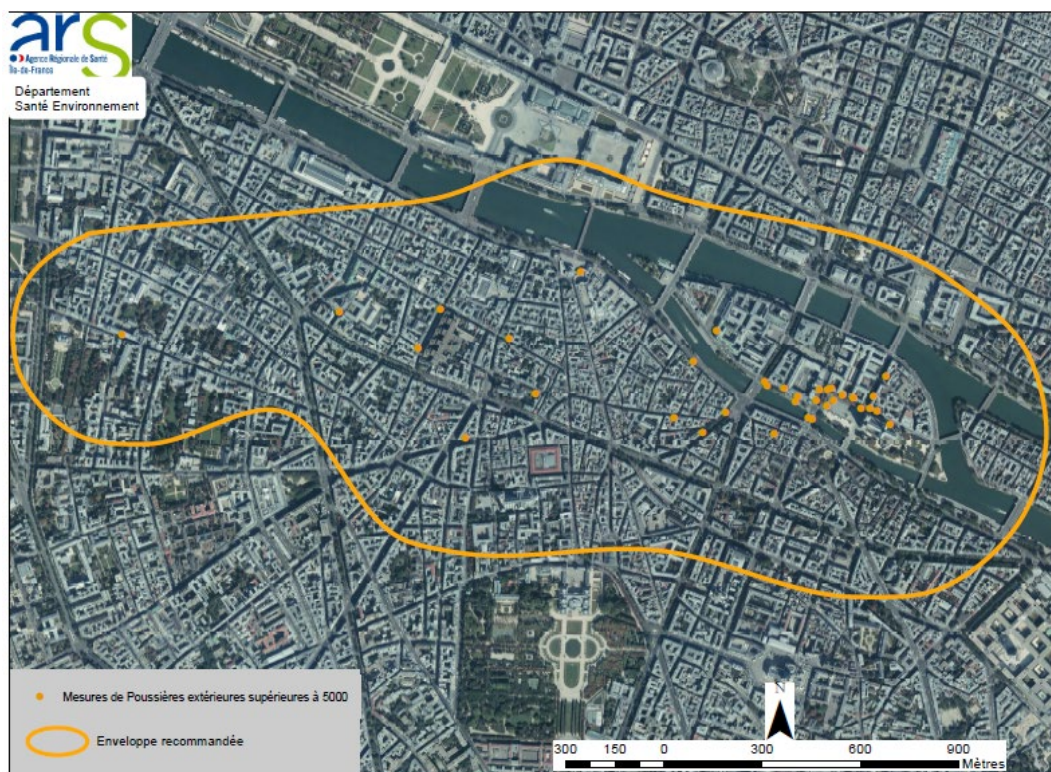 ars
Agence Régionale de Santé
Île-de-France
Département
Santé Environnement
Mesures de Poussières extérieures supérieures à 5000
Enveloppe recommandée
N
300 150 0 300 600 900
Mètres